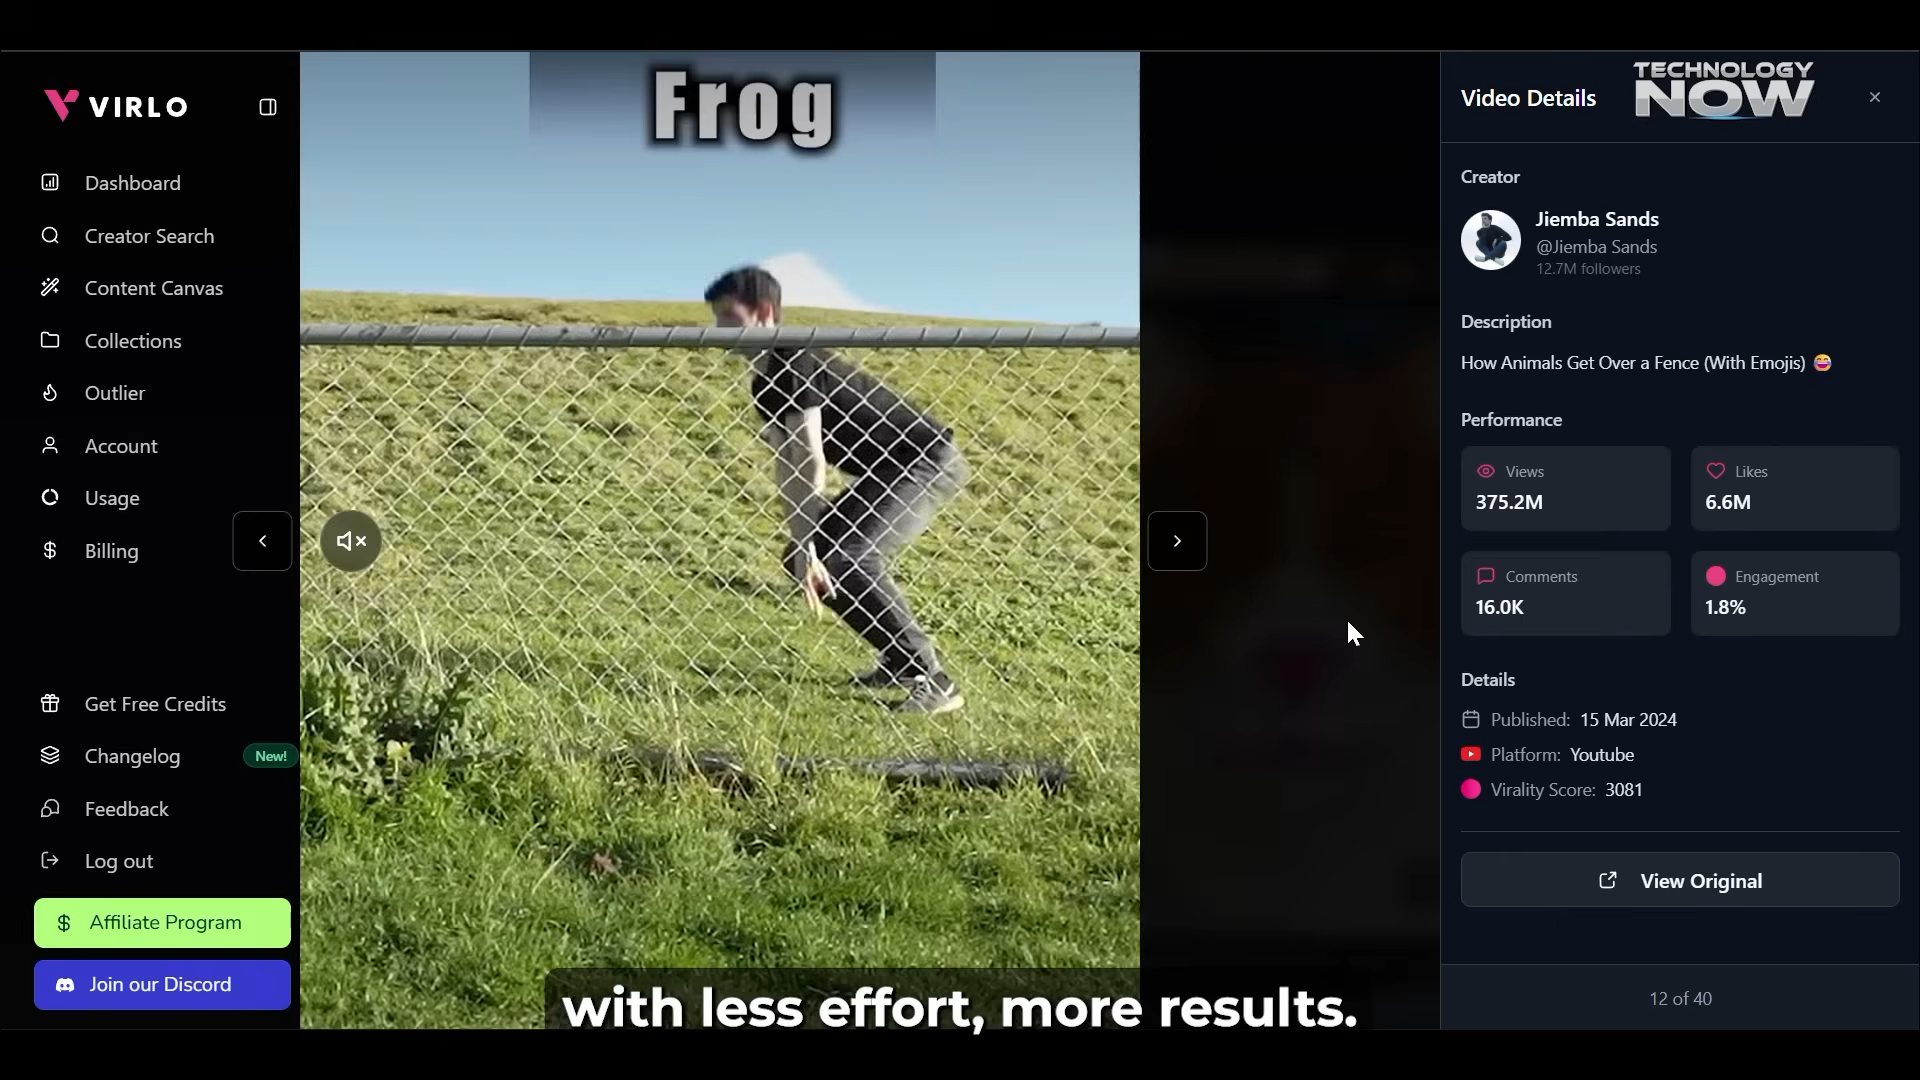 VIRLO
Dashboard
Creator Search
Content Canvas
Collections
Outlier
Account
Usage
Billing
Get Free Credits
Changelog New!
Feedback
Log out
Affiliate Program
Join our Discord
Frog
with less effort, more results.
Video Details
TECHNOLOGY
NOW
Creator
Jiemba Sands
@Jiemba Sands
12.7M followers
Description
How Animals Get Over a Fence (With Emojis) 😂
Performance
Views
375.2M
Likes
6.6M
Comments
16.0K
Engagement
1.8%
Details
Published: 15 Mar 2024
Platform: Youtube
Virality Score: 3081
View Original
12 of 40